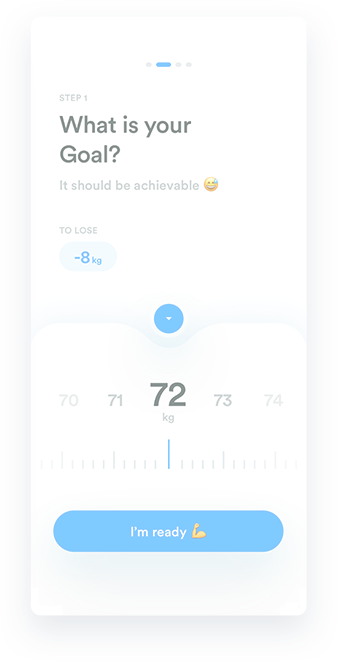 STEP 1
What is your
Goal?
It should be achievable 😅
TO LOSE
-8 kg
70 71 72 73 74
kg
I'm ready 💪